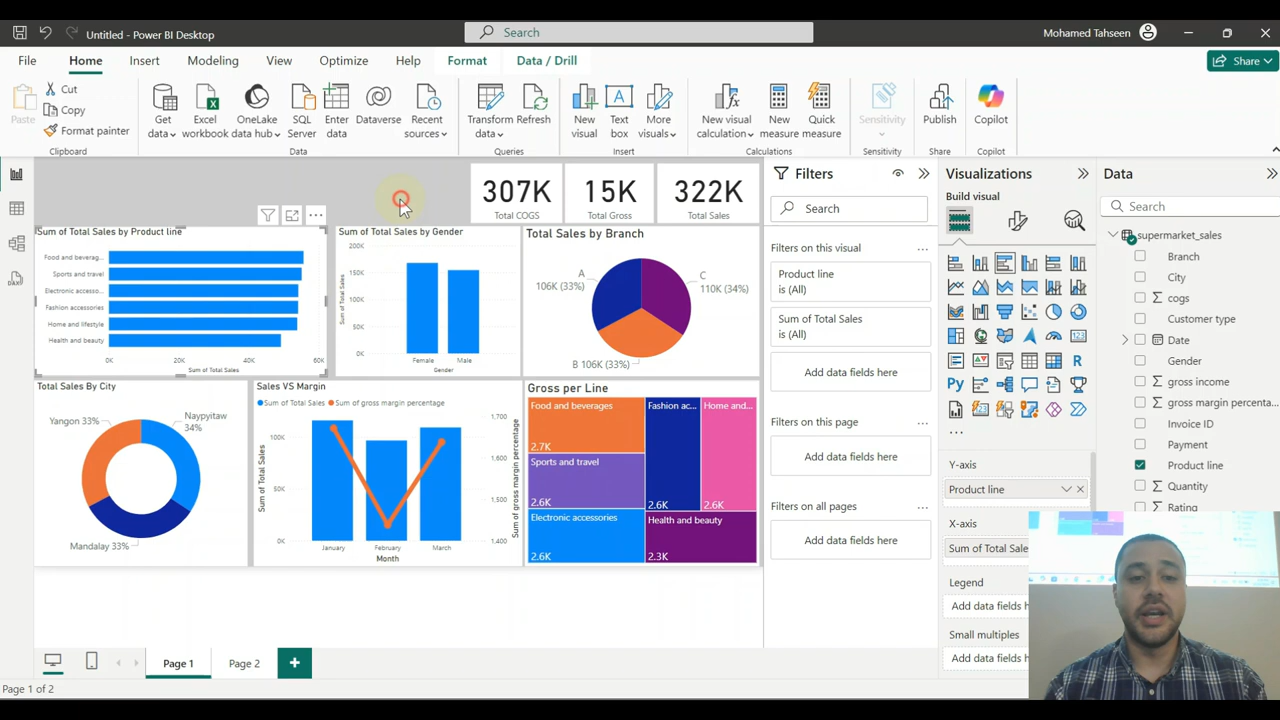 Untitled - Power BI Desktop
Search
Mohamed Tahseen
File
Home
Insert
Modeling
View
Optimize
Help
Format
Data / Drill
Share
Paste
Cut
Copy
Format painter
Clipboard
Get data
Excel workbook
OneLake data hub
SQL Server
Enter data
Dataverse
Recent sources
Data
Transform data
Refresh
Queries
New visual
Text box
More visuals
Insert
New visual calculation
New measure
Quick measure
Calculations
Sensitivity
Sensitivity
Publish
Share
Copilot
Copilot
307K
Total COGS
15K
Total Gross
322K
Total Sales
Sum of Total Sales by Product line
Food and beverag...
Sports and travel
Electronic accesso...
Fashion accessories
Home and lifestyle
Health and beauty
0K
20K
40K
60K
Sum of Total Sales
Sum of Total Sales by Gender
Sum of Total Sales
200K
150K
100K
50K
0K
Female
Male
Gender
Total Sales by Branch
A
106K (33%)
C
110K (34%)
B 106K (33%)
Total Sales By City
Yangon 33%
Naypyitaw
34%
Mandalay 33%
Sales VS Margin
Sum of Total Sales
Sum of gross margin percentage
Sum of Total Sales
100K
50K
0K
1,700
1,600
1,500
1,400
Sum of gross margin percentage
January
February
March
Month
Gross per Line
Food and beverages
2.7K
Sports and travel
2.6K
Electronic accessories
2.6K
Fashion ac...
2.6K
Home and...
2.6K
Health and beauty
2.3K
Filters
Search
Filters on this visual
...
Product line
is (All)
Sum of Total Sales
is (All)
Add data fields here
Filters on this page
...
Add data fields here
Filters on all pages
...
Add data fields here
Visualizations
Build visual
R
Py
...
Y-axis
Product line
X-axis
Sum of Total Sale
Legend
Add data fields h
Small multiples
Add data fields h
Data
Search
supermarket_sales
Branch
City
cogs
Customer type
Date
Gender
gross income
gross margin percenta...
Invoice ID
Payment
Product line
Quantity
Rating
Page 1
Page 2
Page 1 of 2